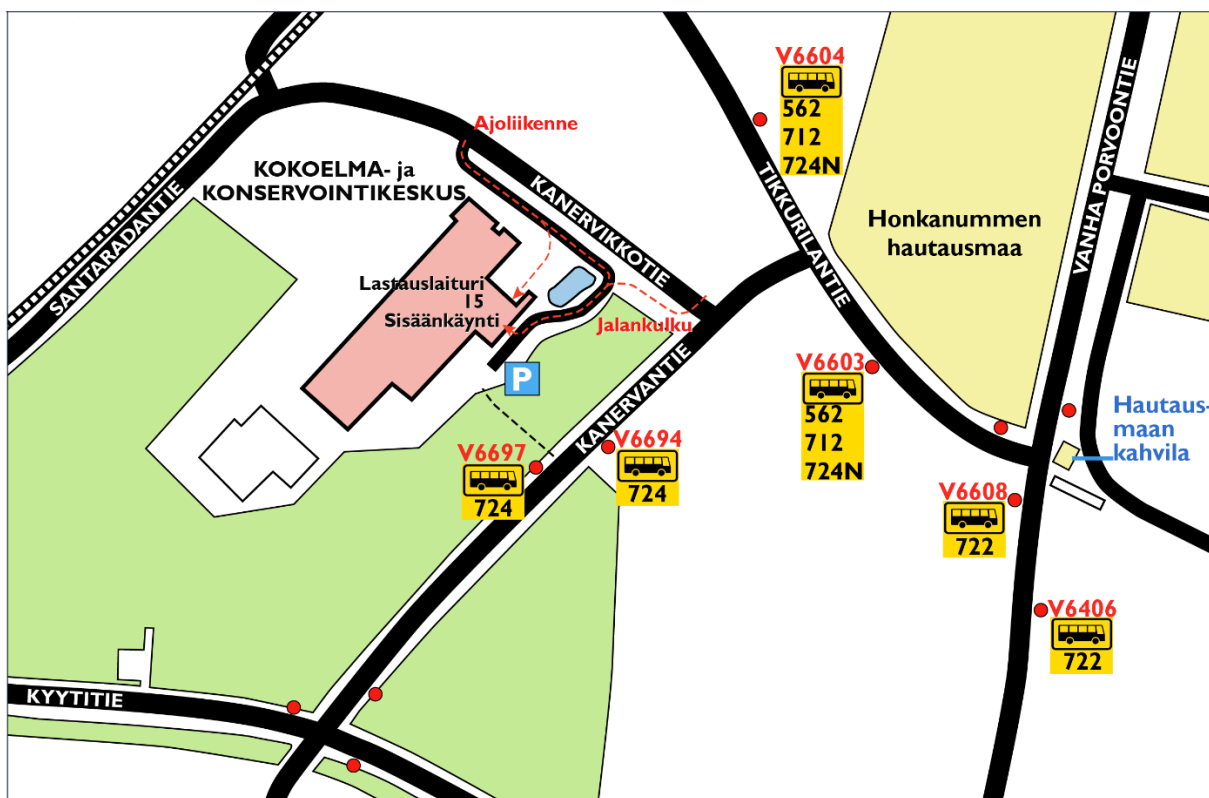 V6604
562
712
724N
Ajoliikenne
KOKOELMA- ja
KONSERVOINTIKESKUS
KANERVIKKOTIE
TIKKURILANTIE
VANHA PORVOONTIE
SANTARADANTIE
Honkanummen
hautausmaa
Lastauslaituri
15
Sisäänkäynti
Jalankulku
P
KANERVANTIE
V6603
562
712
724N
Hautaus-
maan
kahvila
V6697
724
V6694
724
V6608
722
V6406
722
KYYTITIE